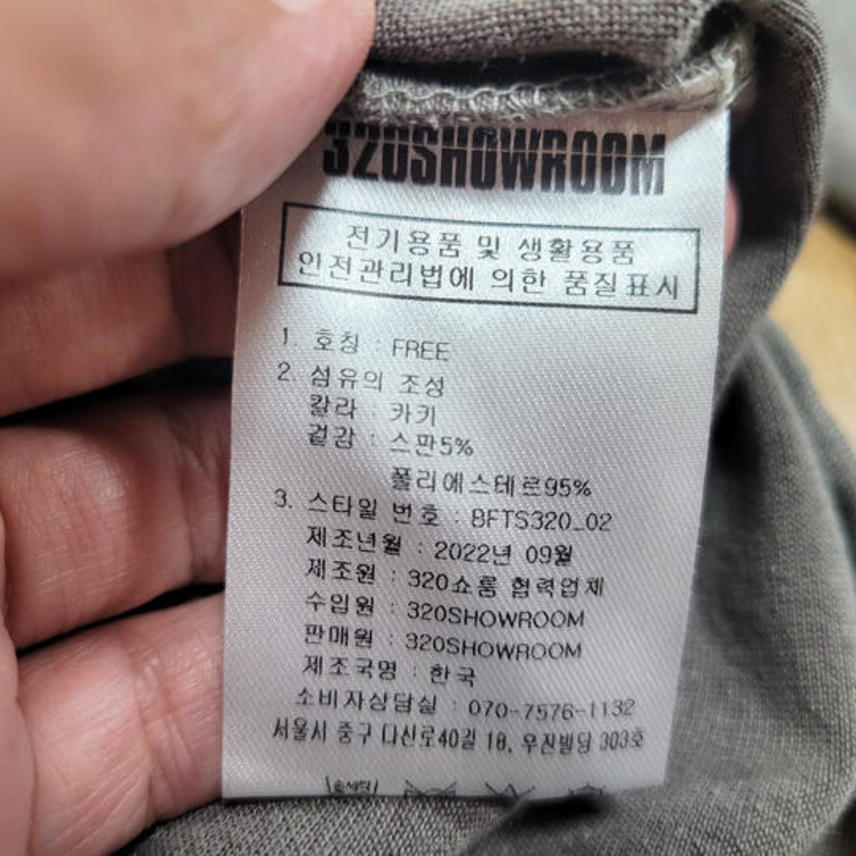 320SHOWROOM
전기용품 및 생활용품
안전관리법에 의한 품질표시
1. 호칭 : FREE
2. 섬유의 조성
칼라 : 카키
겉감 : 스판5%
폴리에스테르95%
3. 스타일 번호 : BFTS320_02
제조년월 : 2022년 09월
제조원 : 320쇼룸 협력업체
수입원 : 320SHOWROOM
판매원 : 320SHOWROOM
제조국명 : 한국
소비자상담실 : 070-7576-1132
서울시 중구 다산로40길 18, 우진빌딩 303호
손세탁